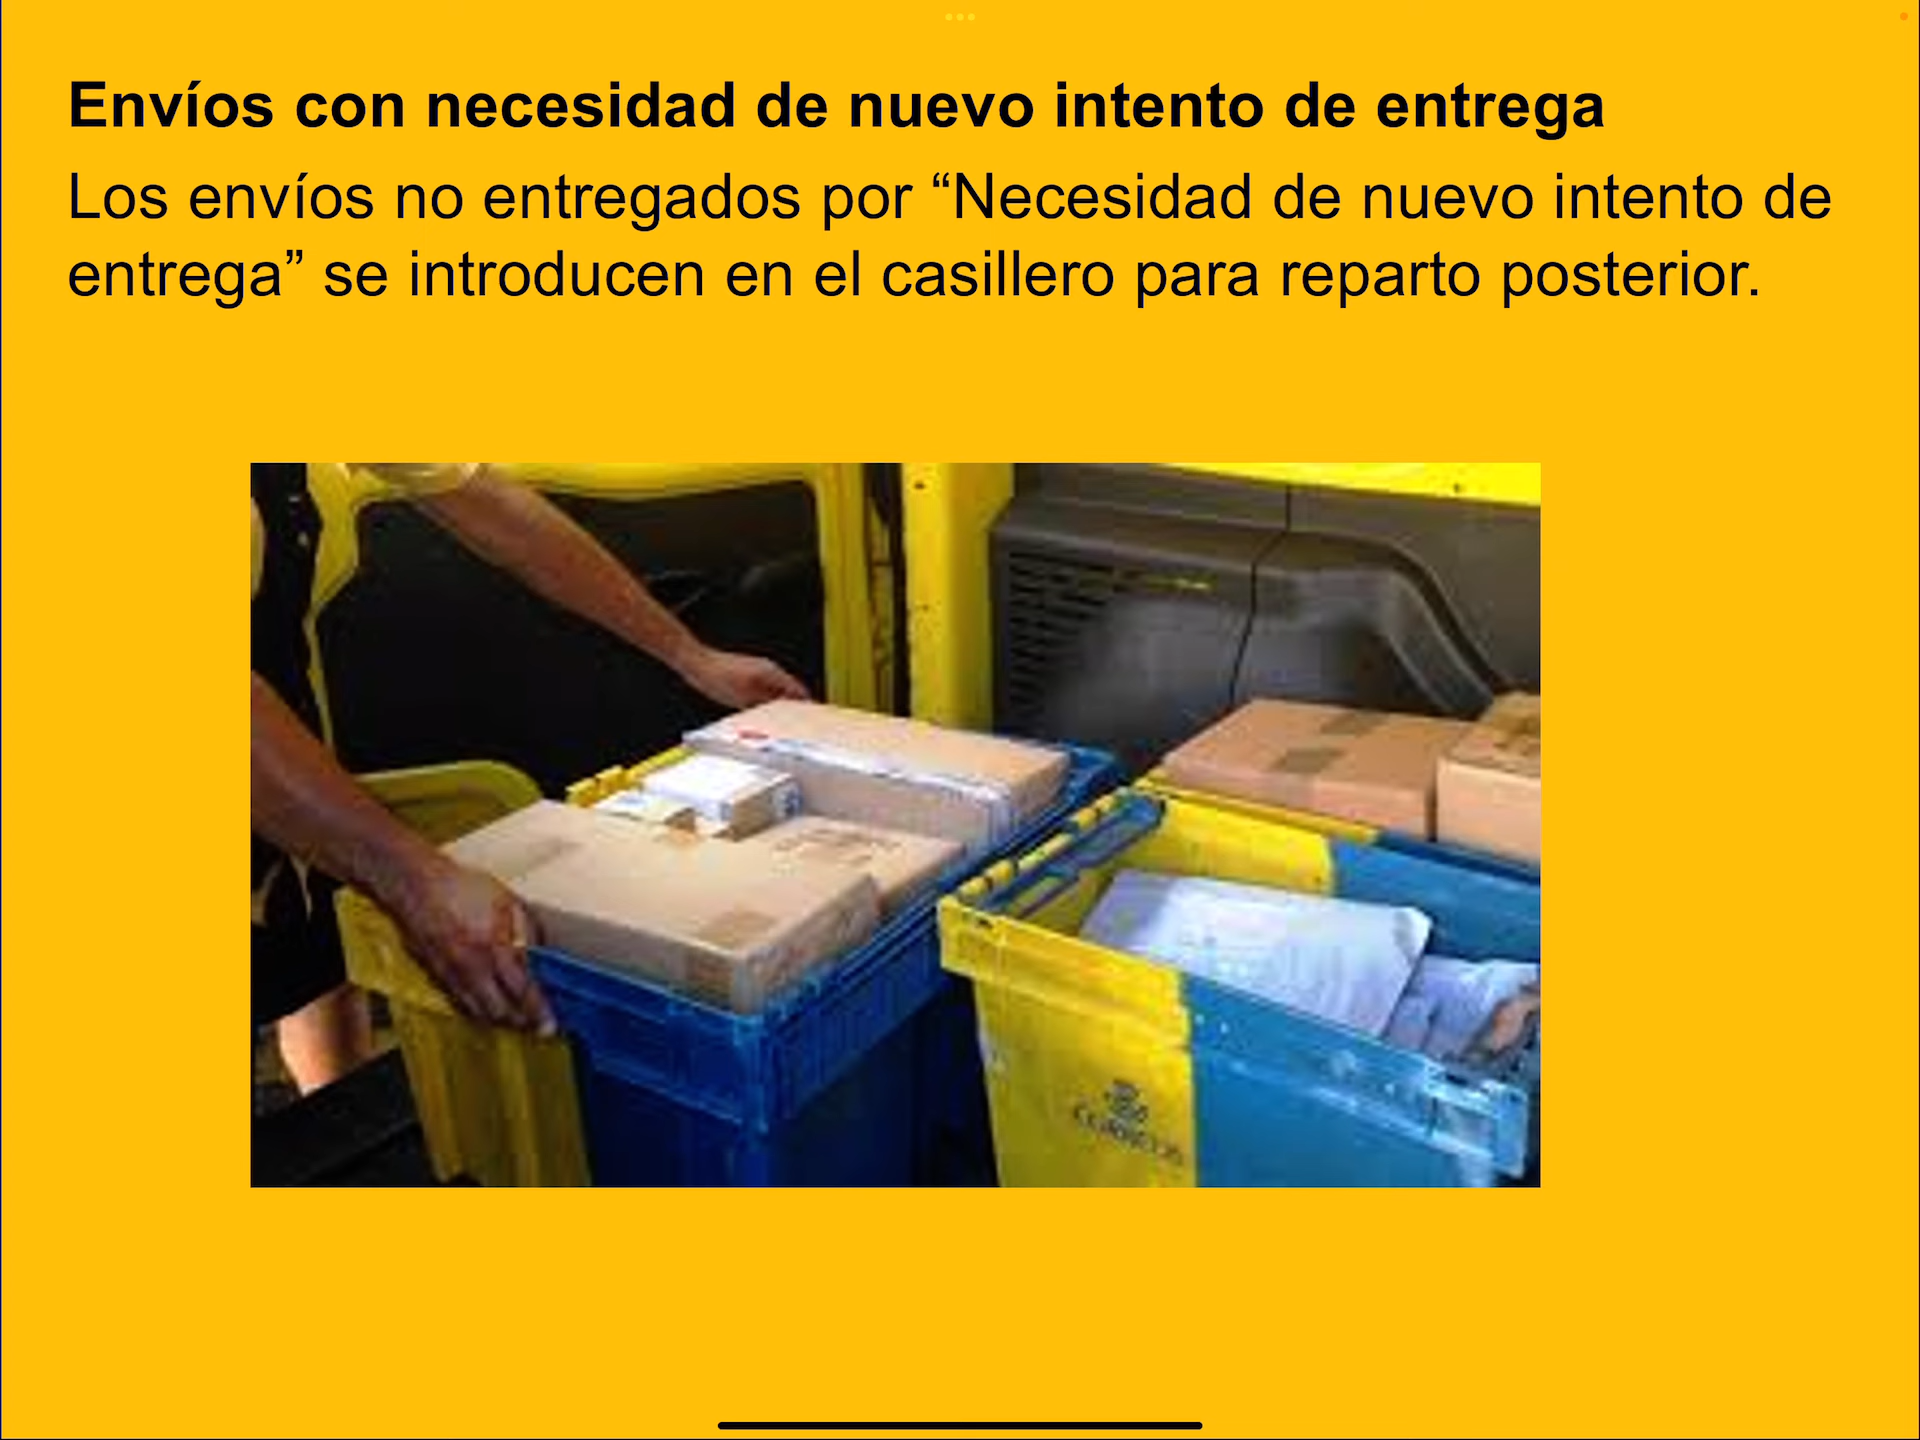 Envíos con necesidad de nuevo intento de entrega
Los envíos no entregados por “Necesidad de nuevo intento de
entrega” se introducen en el casillero para reparto posterior.
CORREOS